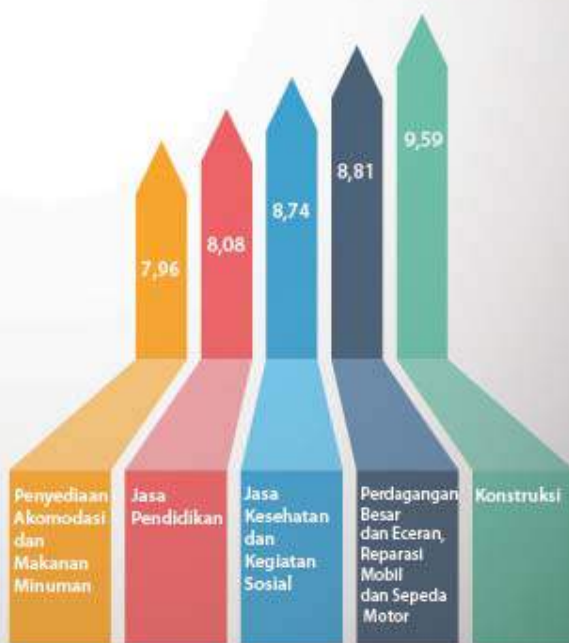 7,96
8,08
8,74
8,81
9,59
Penyediaan
Akomodasi
dan
Makanan
Minuman
Jasa
Pendidikan
Jasa
Kesehatan
dan
Kegiatan
Sosial
Perdagangan
Besar
dan Eceran,
Reparasi
Mobil
dan Sepeda
Motor
Konstruksi